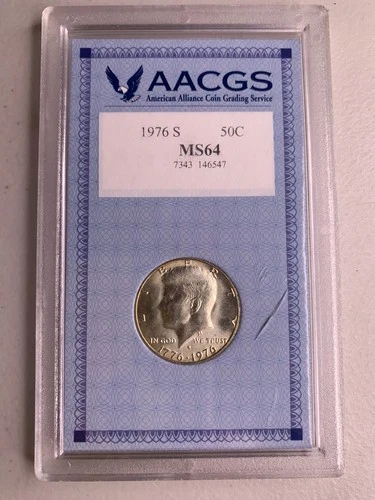 AACGS
American Alliance Coin Grading Service
1976 S 50C
MS64
7343 146547
LIBERTY
IN GOD WE TRUST
1776·1976